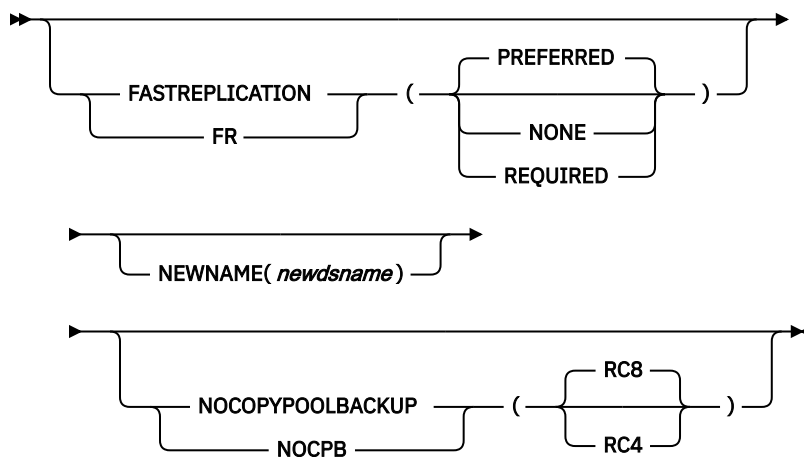 PREFERRED
FASTREPLICATION ( )
FR NONE
REQUIRED
NEWNAME( newdsname )
RC8
NOCOPYPOOLBACKUP ( )
NOCPB RC4